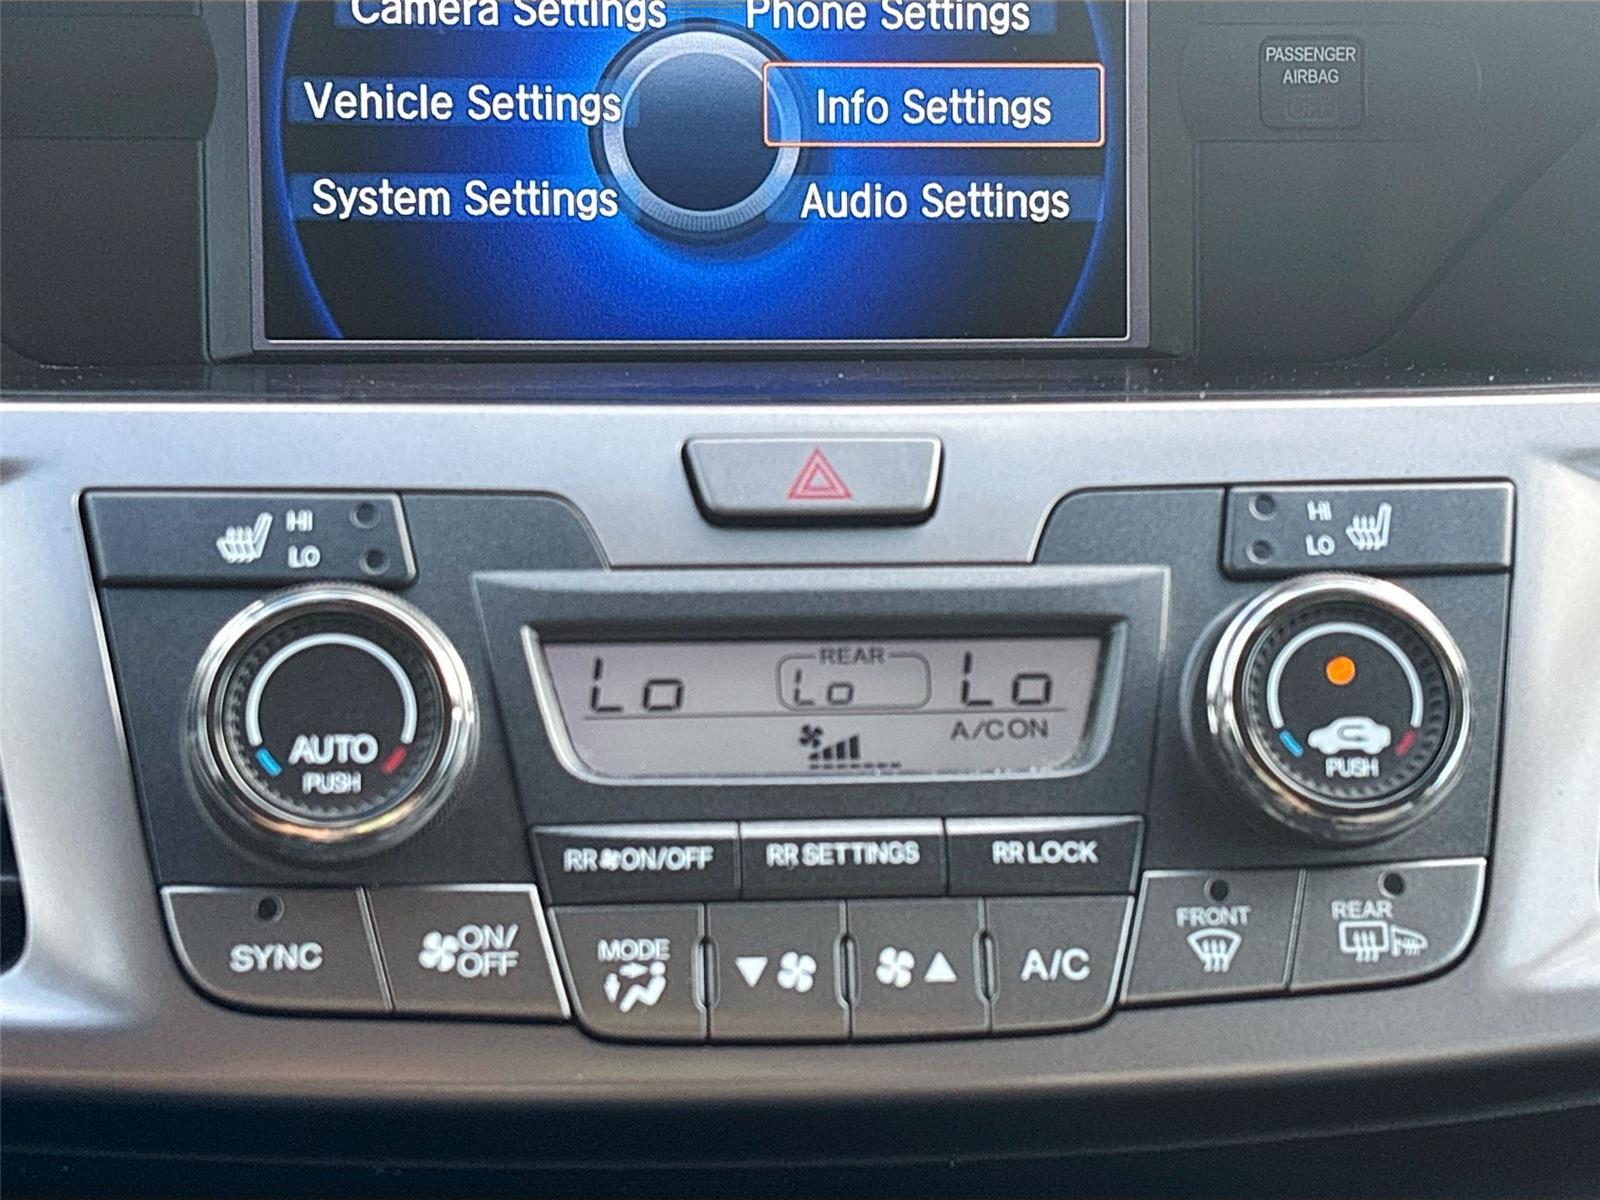 Camera Settings
Phone Settings
PASSENGER
AIRBAG
Vehicle Settings
Info Settings
System Settings
Audio Settings
HI
LO
HI
LO
REAR
Lo
Lo
Lo
A/C ON
AUTO
PUSH
PUSH
RR ON/OFF
RR SETTINGS
RR LOCK
SYNC
ON/
OFF
MODE
A/C
FRONT
REAR